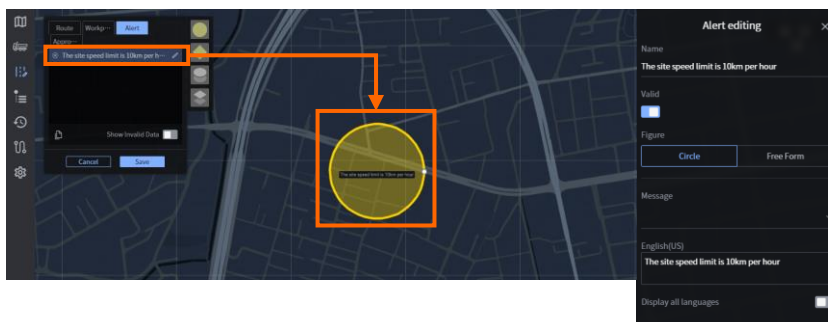 Route
Workp…
Alert
Appro…
The site speed limit is 10km per h…
Show Invalid Data
Cancel
Save
The site speed limit is 10km per hour
Alert editing
Name
The site speed limit is 10km per hour
Valid
Figure
Circle
Free Form
Message
English(US)
The site speed limit is 10km per hour
Display all languages